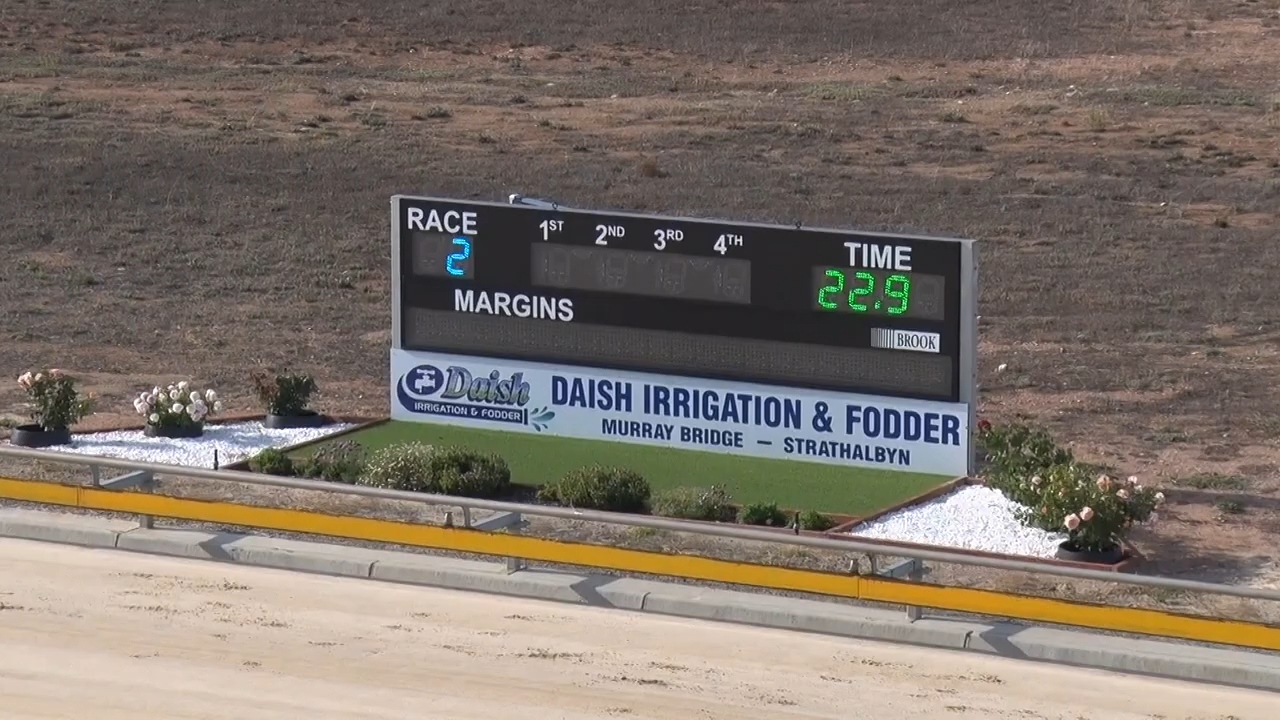 RACE 1ST 2ND 3RD 4TH TIME
2 22.9
MARGINS
BROOK
Daish
IRRIGATION & FODDER
DAISH IRRIGATION & FODDER
MURRAY BRIDGE – STRATHALBYN